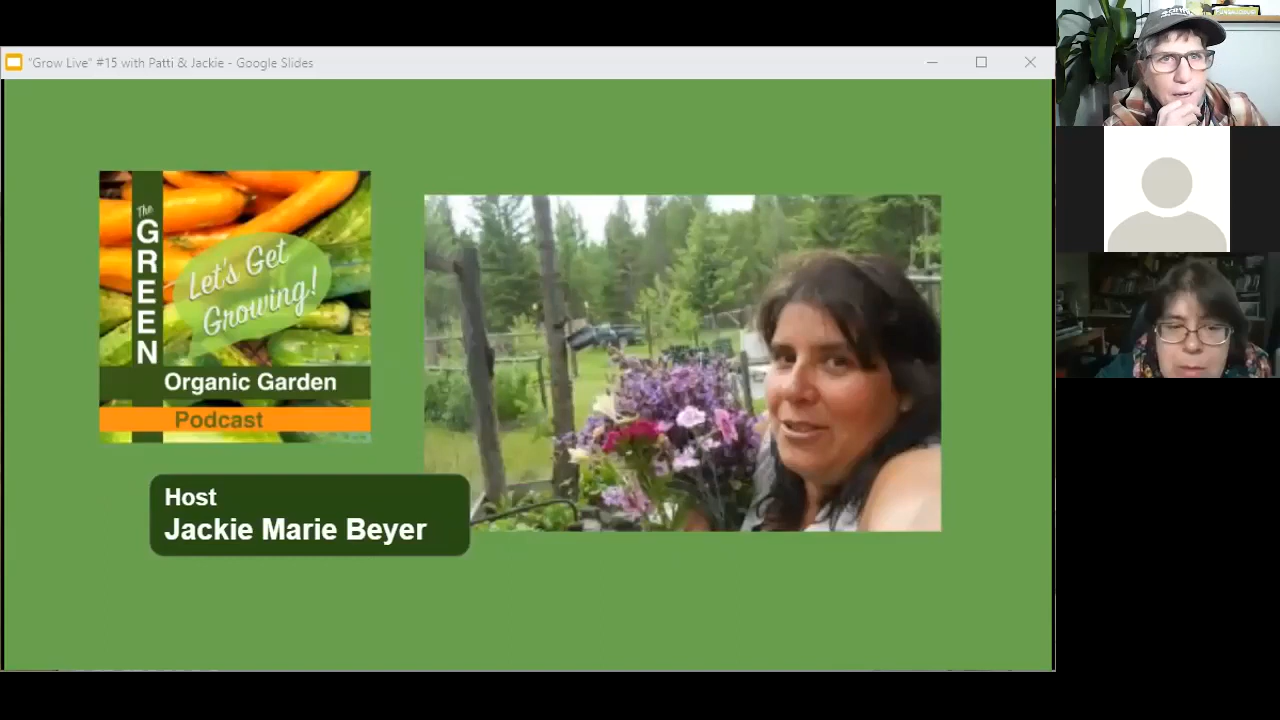 "Grow Live" #15 with Patti & Jackie - Google Slides
The
GREEN
Let's Get
Growing!
Organic Garden
Podcast
Host
Jackie Marie Beyer